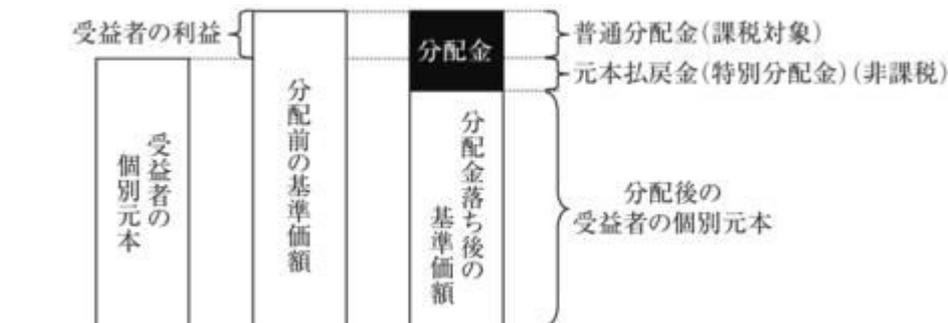 受益者の利益
分配金
普通分配金(課税対象)
元本払戻金(特別分配金)(非課税)
受益者の
個別元本
分配前の基準価額
分配金落ち後の
基準価額
分配後の
受益者の個別元本